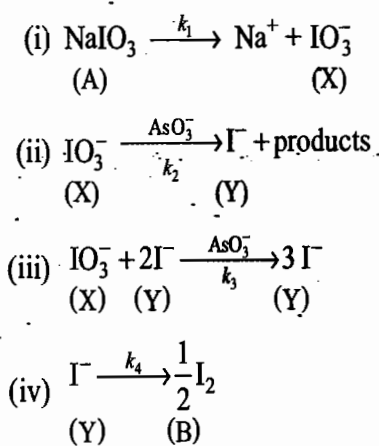 (i) NaIO₃ —k₁→ Na⁺ + IO₃⁻
(A) (X)
(ii) IO₃⁻ —AsO₃⁻/k₂→ I⁻ + products
(X) (Y)
(iii) IO₃⁻ + 2I⁻ —AsO₃⁻/k₃→ 3 I⁻
(X) (Y) (Y)
(iv) I⁻ —k₄→ 1/2 I₂
(Y) (B)